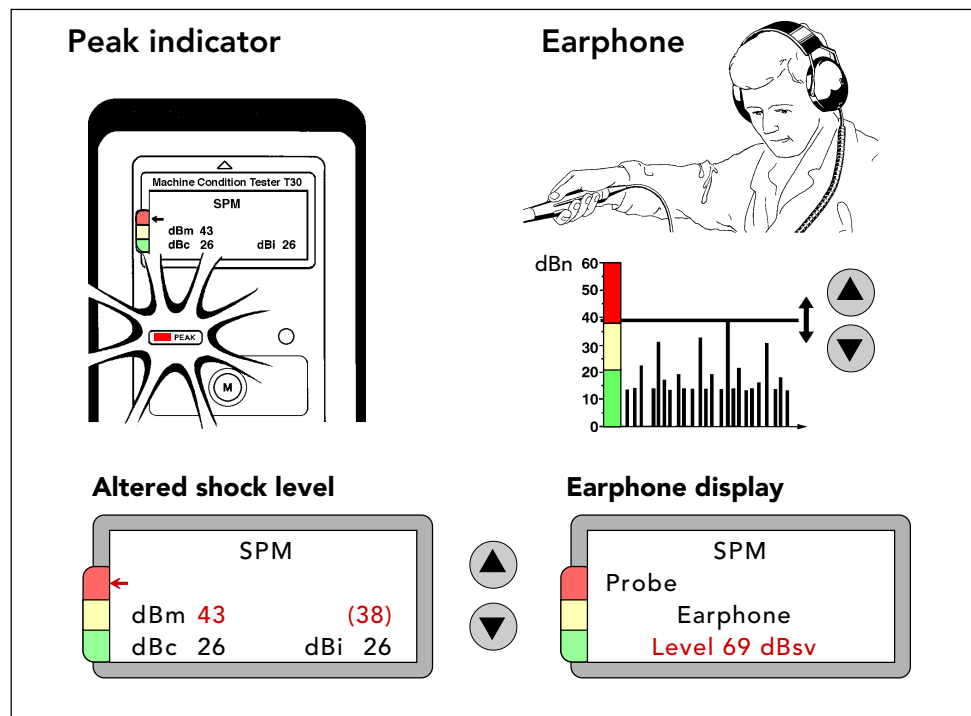 Peak indicator
Earphone
Machine Condition Tester T30
SPM
dBm 43
dBc 26 dBi 26
PEAK
M
dBn
60
50
40
30
20
10
0
Altered shock level
SPM
dBm 43 (38)
dBc 26 dBi 26
Earphone display
SPM
Probe
Earphone
Level 69 dBsv